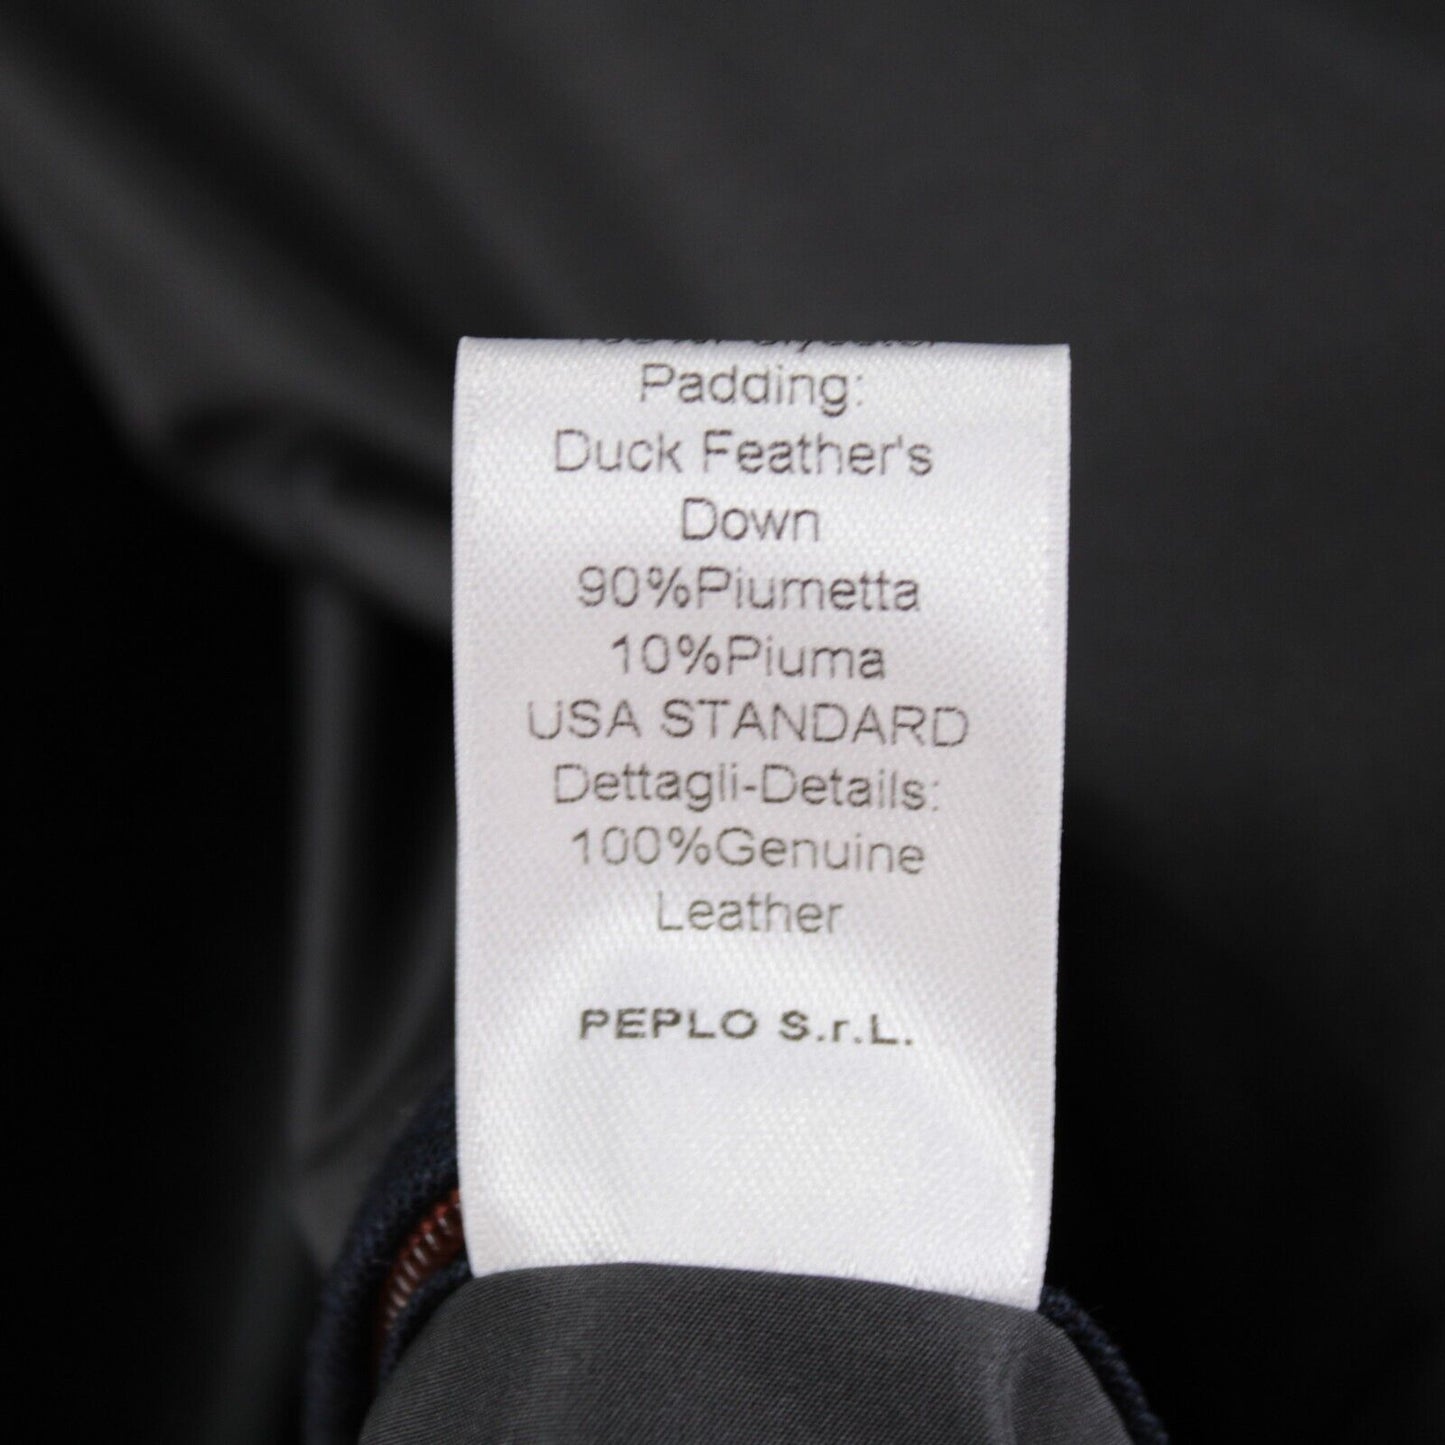 Padding:
Duck Feather's
Down
90%Piumetta
10%Piuma
USA STANDARD
Dettagli-Details:
100%Genuine
Leather
PEPLO S.r.L.